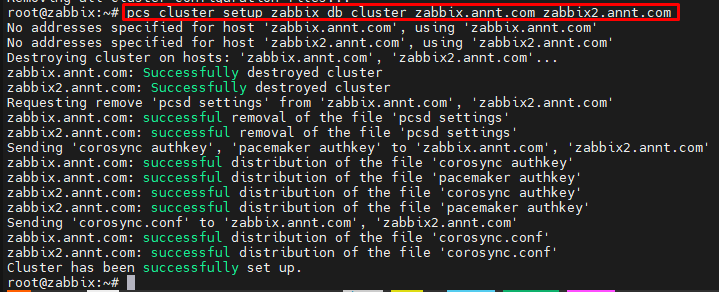 Removing all cluster configuration files...
root@zabbix:~# pcs cluster setup zabbix_db_cluster zabbix.annt.com zabbix2.annt.com
No addresses specified for host 'zabbix.annt.com', using 'zabbix.annt.com'
No addresses specified for host 'zabbix2.annt.com', using 'zabbix2.annt.com'
Destroying cluster on hosts: 'zabbix.annt.com', 'zabbix2.annt.com'...
zabbix.annt.com: Successfully destroyed cluster
zabbix2.annt.com: Successfully destroyed cluster
Requesting remove 'pcsd settings' from 'zabbix.annt.com', 'zabbix2.annt.com'
zabbix.annt.com: successful removal of the file 'pcsd settings'
zabbix2.annt.com: successful removal of the file 'pcsd settings'
Sending 'corosync authkey', 'pacemaker authkey' to 'zabbix.annt.com', 'zabbix2.annt.com'
zabbix.annt.com: successful distribution of the file 'corosync authkey'
zabbix.annt.com: successful distribution of the file 'pacemaker authkey'
zabbix2.annt.com: successful distribution of the file 'corosync authkey'
zabbix2.annt.com: successful distribution of the file 'pacemaker authkey'
Sending 'corosync.conf' to 'zabbix.annt.com', 'zabbix2.annt.com'
zabbix.annt.com: successful distribution of the file 'corosync.conf'
zabbix2.annt.com: successful distribution of the file 'corosync.conf'
Cluster has been successfully set up.
root@zabbix:~#